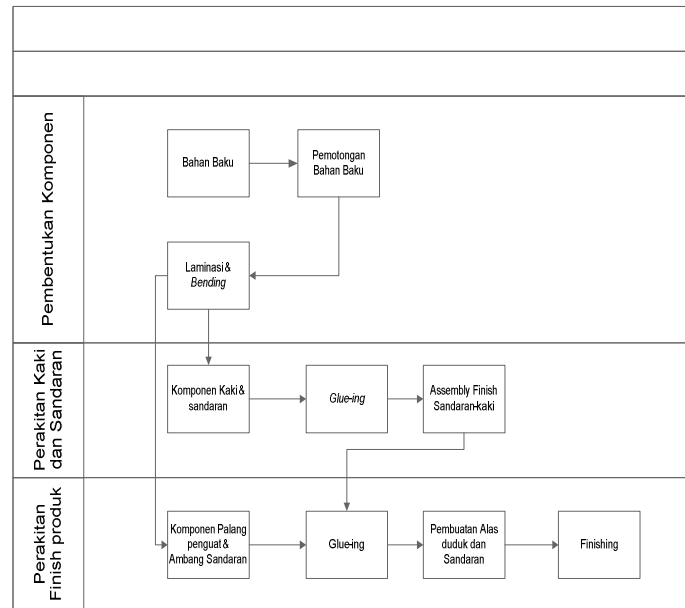 Pembentukan Komponen
Bahan Baku
Pemotongan
Bahan Baku
Laminasi &
Bending
Perakitan Kaki
dan Sandaran
Komponen Kaki &
sandaran
Glue-ing
Assembly Finish
Sandaran-kaki
Perakitan
Finish produk
Komponen Palang
penguat &
Ambang Sandaran
Glue-ing
Pembuatan Alas
duduk dan
Sandaran
Finishing